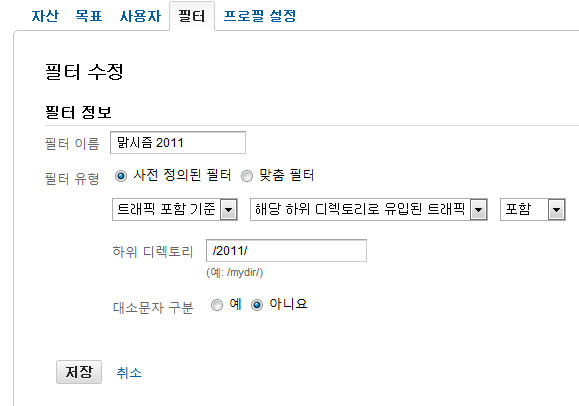 자산 목표 사용자 필터 프로필 설정
필터 수정
필터 정보
필터 이름 맑시즘 2011
필터 유형 사전 정의된 필터 맞춤 필터
트래픽 포함 기준 해당 하위 디렉토리로 유입된 트래픽 포함
하위 디렉토리 /2011/
(예: /mydir/)
대소문자 구분 예 아니요
저장 취소